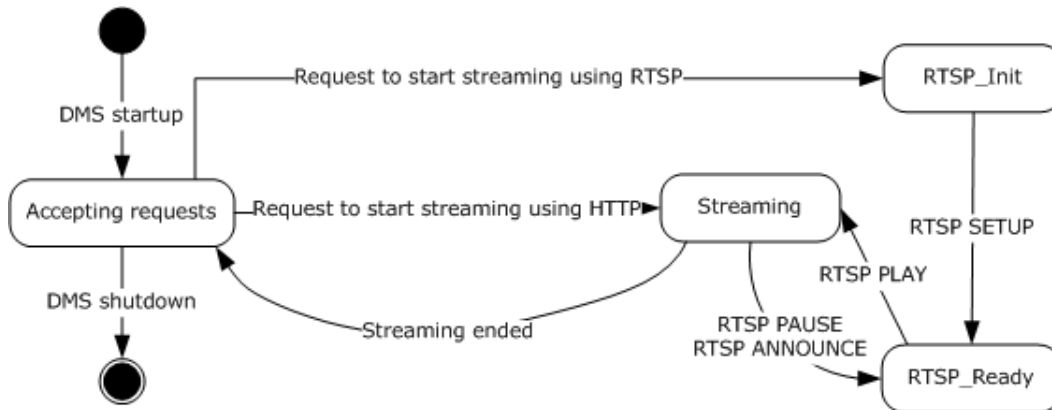 Request to start streaming using RTSP
RTSP_Init
DMS startup
Accepting requests
Request to start streaming using HTTP
Streaming
RTSP SETUP
RTSP PLAY
DMS shutdown
Streaming ended
RTSP PAUSE
RTSP ANNOUNCE
RTSP_Ready